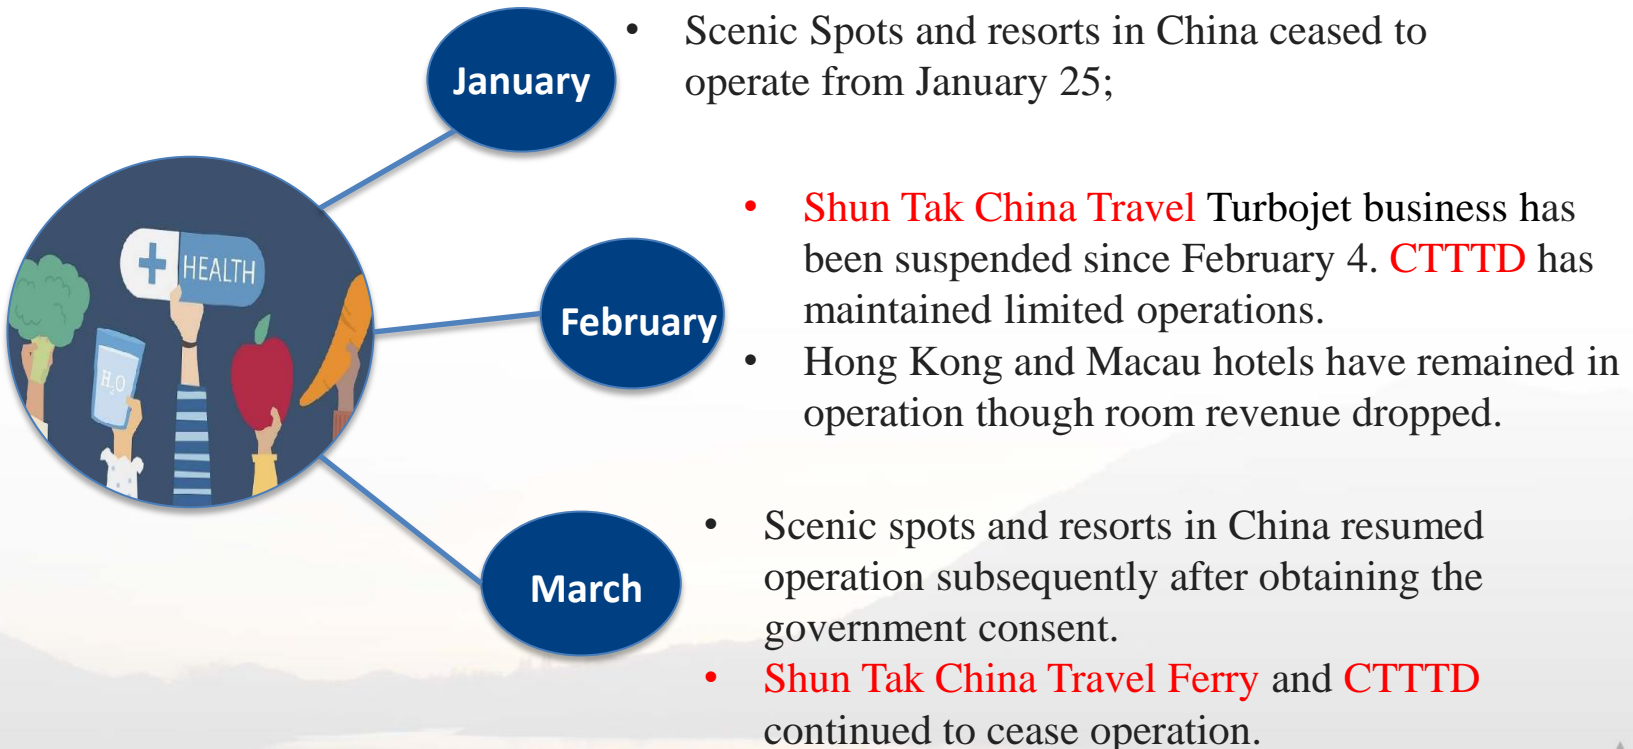 January
• Scenic Spots and resorts in China ceased to
operate from January 25;
HEALTH
H₂O
February
• Shun Tak China Travel Turbojet business has
been suspended since February 4. CTTTD has
maintained limited operations.
• Hong Kong and Macau hotels have remained in
operation though room revenue dropped.
March
• Scenic spots and resorts in China resumed
operation subsequently after obtaining the
government consent.
• Shun Tak China Travel Ferry and CTTTD
continued to cease operation.